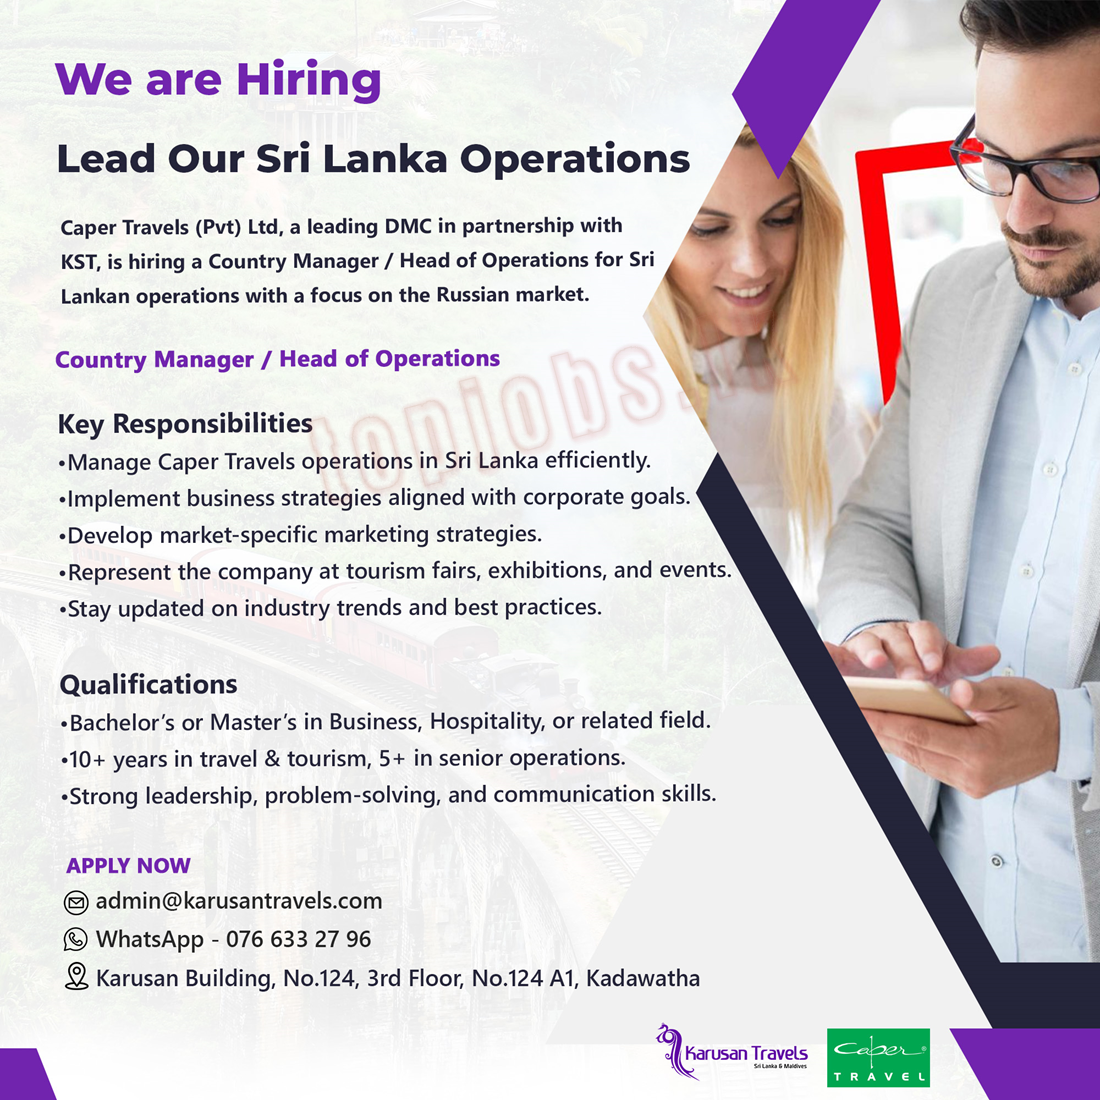 We are Hiring
Lead Our Sri Lanka Operations
Caper Travels (Pvt) Ltd, a leading DMC in partnership with
KST, is hiring a Country Manager / Head of Operations for Sri
Lankan operations with a focus on the Russian market.
Country Manager / Head of Operations
topjobs.
Key Responsibilities
•Manage Caper Travels operations in Sri Lanka efficiently.
•Implement business strategies aligned with corporate goals.
•Develop market-specific marketing strategies.
•Represent the company at tourism fairs, exhibitions, and events.
•Stay updated on industry trends and best practices.
Qualifications
•Bachelor's or Master's in Business, Hospitality, or related field.
•10+ years in travel & tourism, 5+ in senior operations.
•Strong leadership, problem-solving, and communication skills.
APPLY NOW
admin@karusantravels.com
WhatsApp - 076 633 27 96
Karusan Building, No.124, 3rd Floor, No.124 A1, Kadawatha
Karusan Travels
Sri Lanka & Maldives
Caper®
TRAVEL